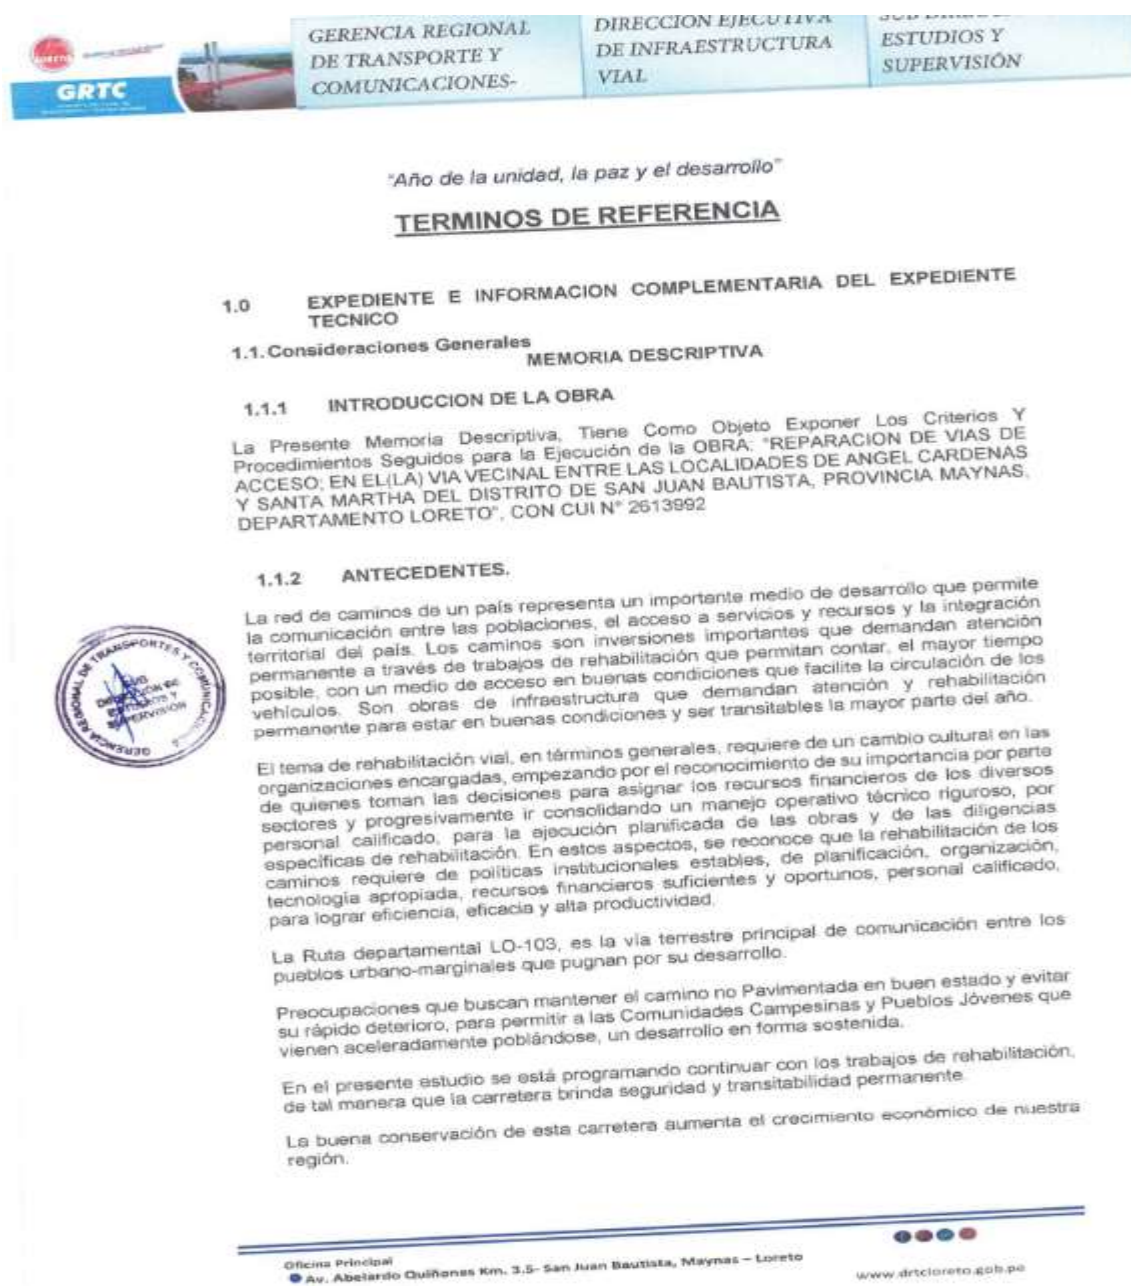 GERENCIA REGIONAL
DE TRANSPORTE Y
COMUNICACIONES-
DIRECCION EJECUTIVA
DE INFRAESTRUCTURA
VIAL
ESTUDIOS Y
SUPERVISIÓN
LORETO
GRTC
"Año de la unidad, la paz y el desarrollo"
TERMINOS DE REFERENCIA
1.0 EXPEDIENTE E INFORMACION COMPLEMENTARIA DEL EXPEDIENTE
TECNICO
1.1. Consideraciones Generales
MEMORIA DESCRIPTIVA
1.1.1 INTRODUCCION DE LA OBRA
La Presente Memoria Descriptiva, Tiene Como Objeto Exponer Los Criterios Y
Procedimientos Seguidos para la Ejecución de la OBRA; "REPARACION DE VIAS DE
ACCESO; EN EL(LA) VIA VECINAL ENTRE LAS LOCALIDADES DE ANGEL CARDENAS
Y SANTA MARTHA DEL DISTRITO DE SAN JUAN BAUTISTA, PROVINCIA MAYNAS,
DEPARTAMENTO LORETO", CON CUI N° 2613992
1.1.2 ANTECEDENTES.
La red de caminos de un país representa un importante medio de desarrollo que permite
la comunicación entre las poblaciones, el acceso a servicios y recursos y la integración
territorial del país. Los caminos son inversiones importantes que demandan atención
permanente a través de trabajos de rehabilitación que permitan contar, el mayor tiempo
posible, con un medio de acceso en buenas condiciones que facilite la circulación de los
vehículos. Son obras de infraestructura que demandan atención y rehabilitación
permanente para estar en buenas condiciones y ser transitables la mayor parte del año.
GERENCIA REGIONAL DE TRANSPORTES Y COMUNICACIONES
SUB
DIRECCIÓN DE
ESTUDIOS Y
SUPERVISIÓN
El tema de rehabilitación vial, en términos generales, requiere de un cambio cultural en las
organizaciones encargadas, empezando por el reconocimiento de su importancia por parte
de quienes toman las decisiones para asignar los recursos financieros de los diversos
sectores y progresivamente ir consolidando un manejo operativo técnico riguroso, por
personal calificado, para la ejecución planificada de las obras y de las diligencias
específicas de rehabilitación. En estos aspectos, se reconoce que la rehabilitación de los
caminos requiere de políticas institucionales estables, de planificación, organización,
tecnología apropiada, recursos financieros suficientes y oportunos, personal calificado,
para lograr eficiencia, eficacia y alta productividad.
La Ruta departamental LO-103, es la vía terrestre principal de comunicación entre los
pueblos urbano-marginales que pugnan por su desarrollo.
Preocupaciones que buscan mantener el camino no Pavimentada en buen estado y evitar
su rápido deterioro, para permitir a las Comunidades Campesinas y Pueblos Jóvenes que
vienen aceleradamente poblándose, un desarrollo en forma sostenida.
En el presente estudio se está programando continuar con los trabajos de rehabilitación,
de tal manera que la carretera brinda seguridad y transitabilidad permanente.
La buena conservación de esta carretera aumenta el crecimiento económico de nuestra
región.
Oficina Principal
Av. Abelardo Quiñones Km. 3.5- San Juan Bautista, Maynas – Loreto
www.drtcloreto.gob.pe